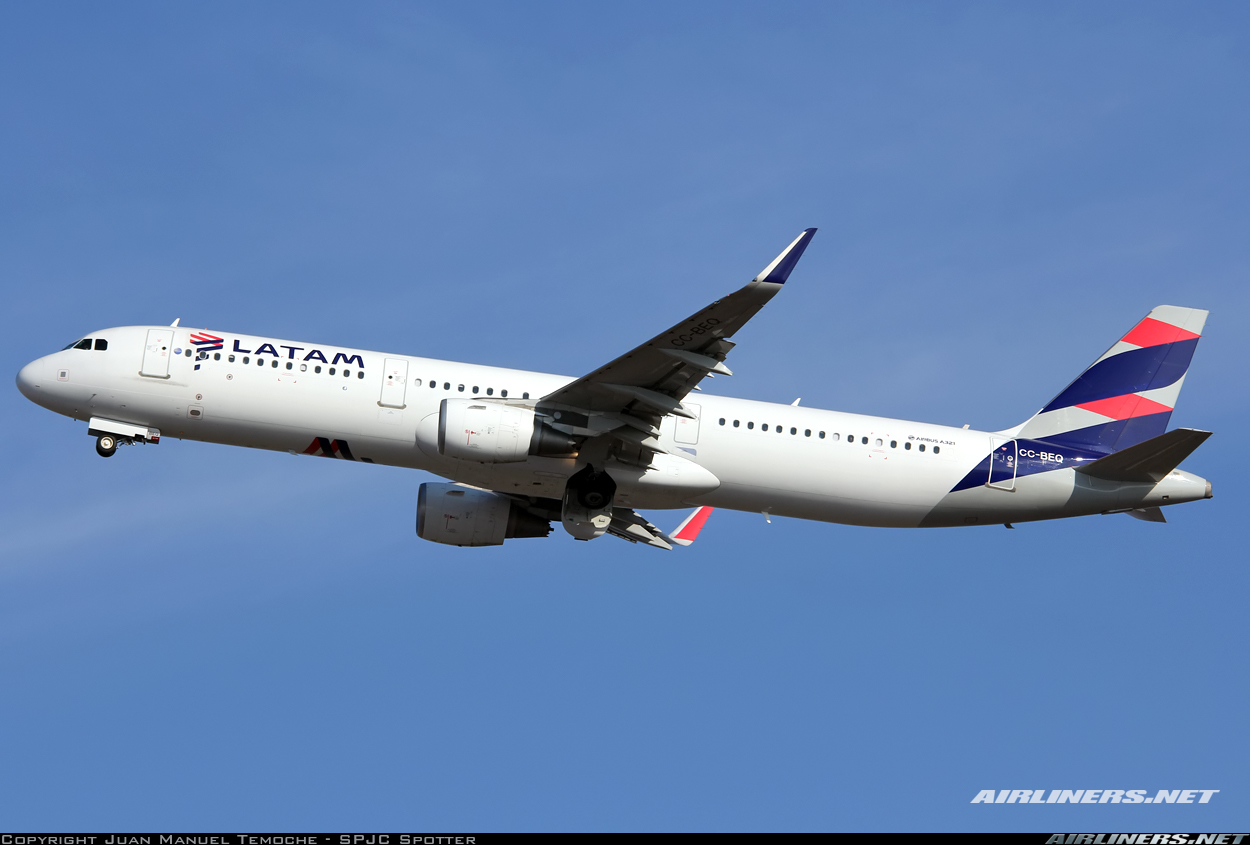 LATAM
CC-BEQ
AIRBUS A321
CC-BEQ
AIRLINERS.NET
Copyright Juan Manuel Temoche - SPJC Spotter
AIRLINERS.NET